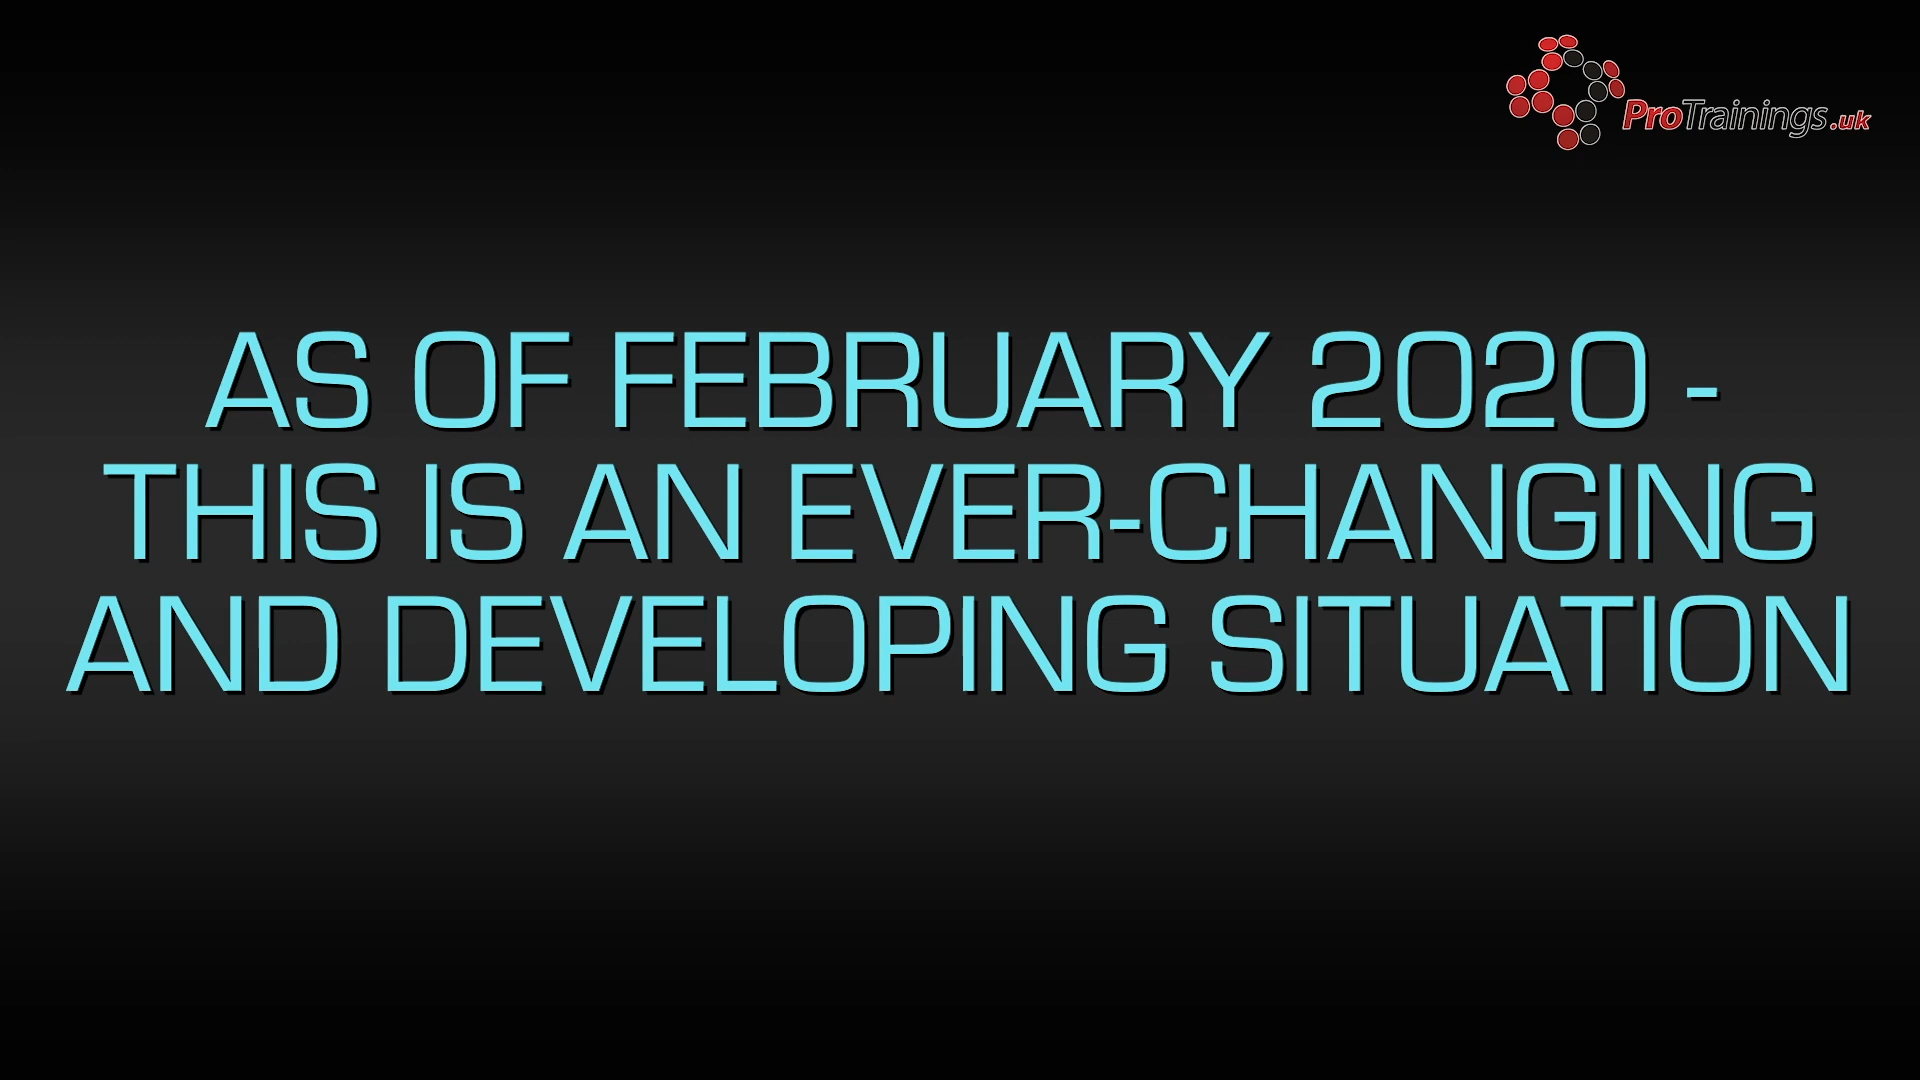 ProTrainings.uk
AS OF FEBRUARY 2020 -
THIS IS AN EVER-CHANGING
AND DEVELOPING SITUATION